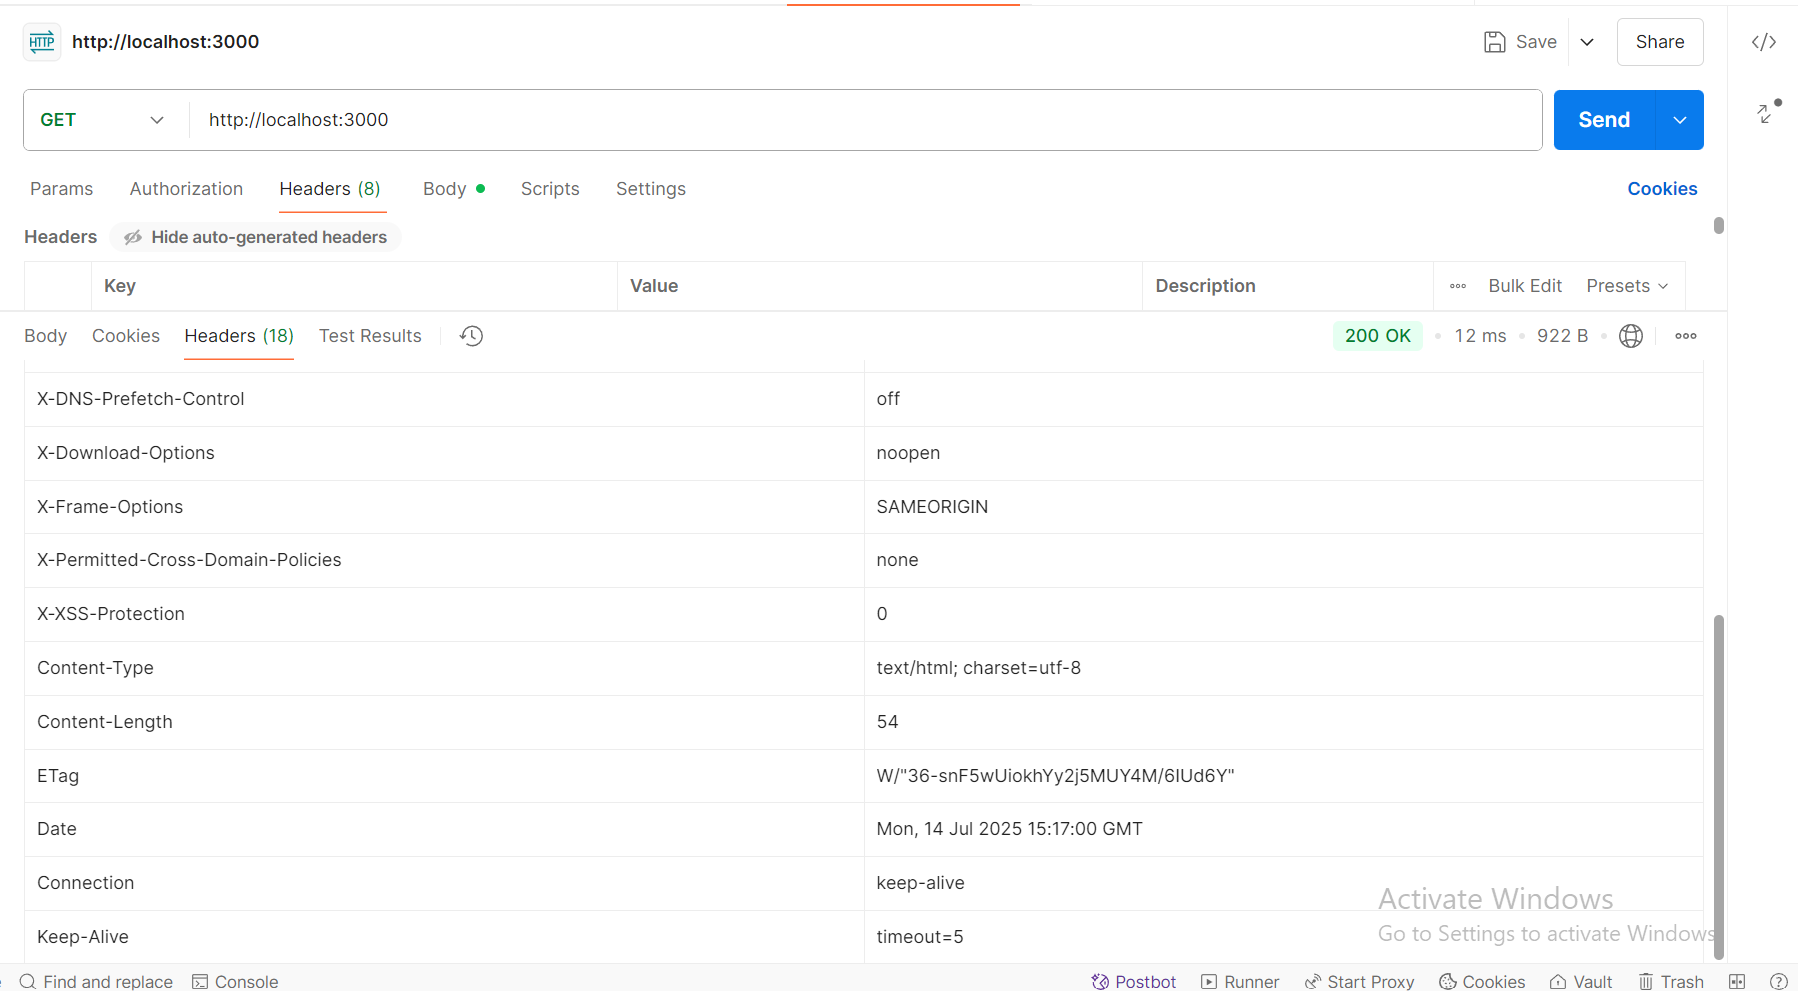 HTTP http://localhost:3000 Save Share
GET http://localhost:3000 Send
Params Authorization Headers (8) Body Scripts Settings Cookies
Headers Hide auto-generated headers
Key Value Description Bulk Edit Presets
Body Cookies Headers (18) Test Results 200 OK 12 ms 922 B
X-DNS-Prefetch-Control off
X-Download-Options noopen
X-Frame-Options SAMEORIGIN
X-Permitted-Cross-Domain-Policies none
X-XSS-Protection 0
Content-Type text/html; charset=utf-8
Content-Length 54
ETag W/"36-snF5wUiokhYy2j5MUY4M/6IUd6Y"
Date Mon, 14 Jul 2025 15:17:00 GMT
Connection keep-alive
Activate Windows
Keep-Alive timeout=5
Go to Settings to activate Windows
Find and replace Console Postbot Runner Start Proxy Cookies Vault Trash